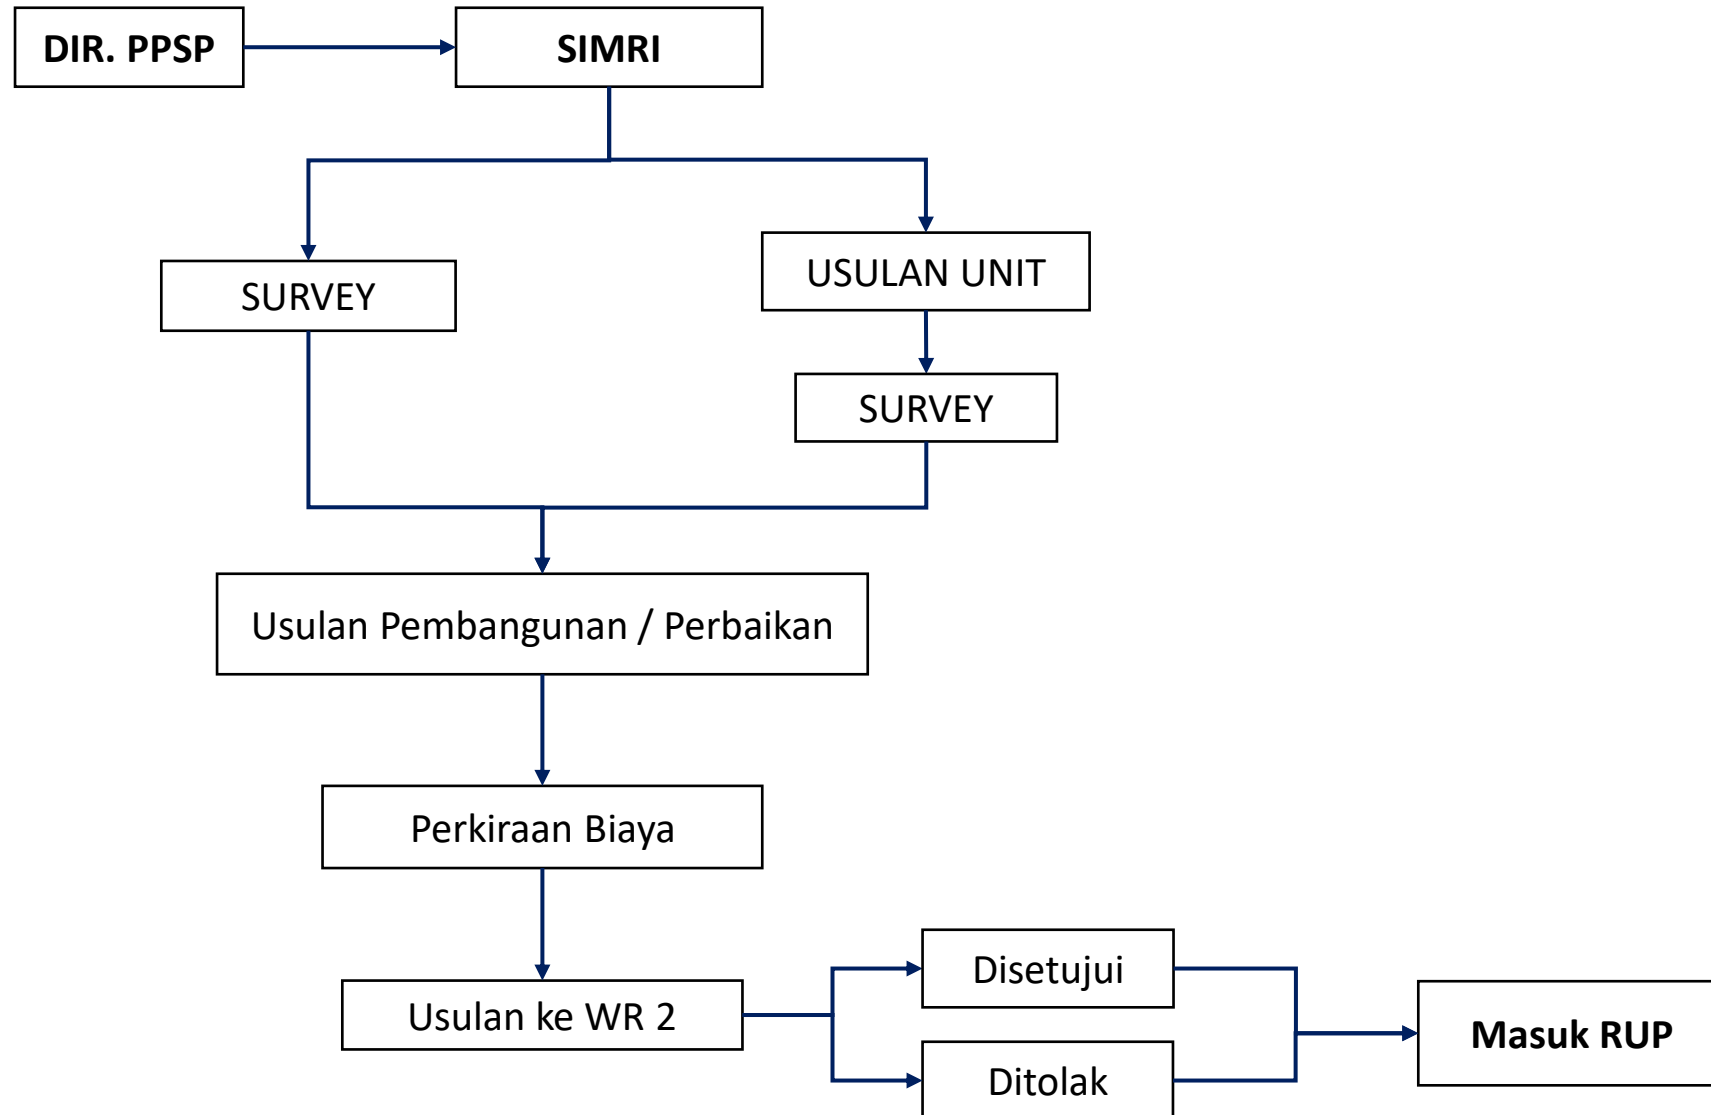 DIR. PPSP
SIMRI
SURVEY
USULAN UNIT
SURVEY
Usulan Pembangunan / Perbaikan
Perkiraan Biaya
Usulan ke WR 2
Disetujui
Ditolak
Masuk RUP